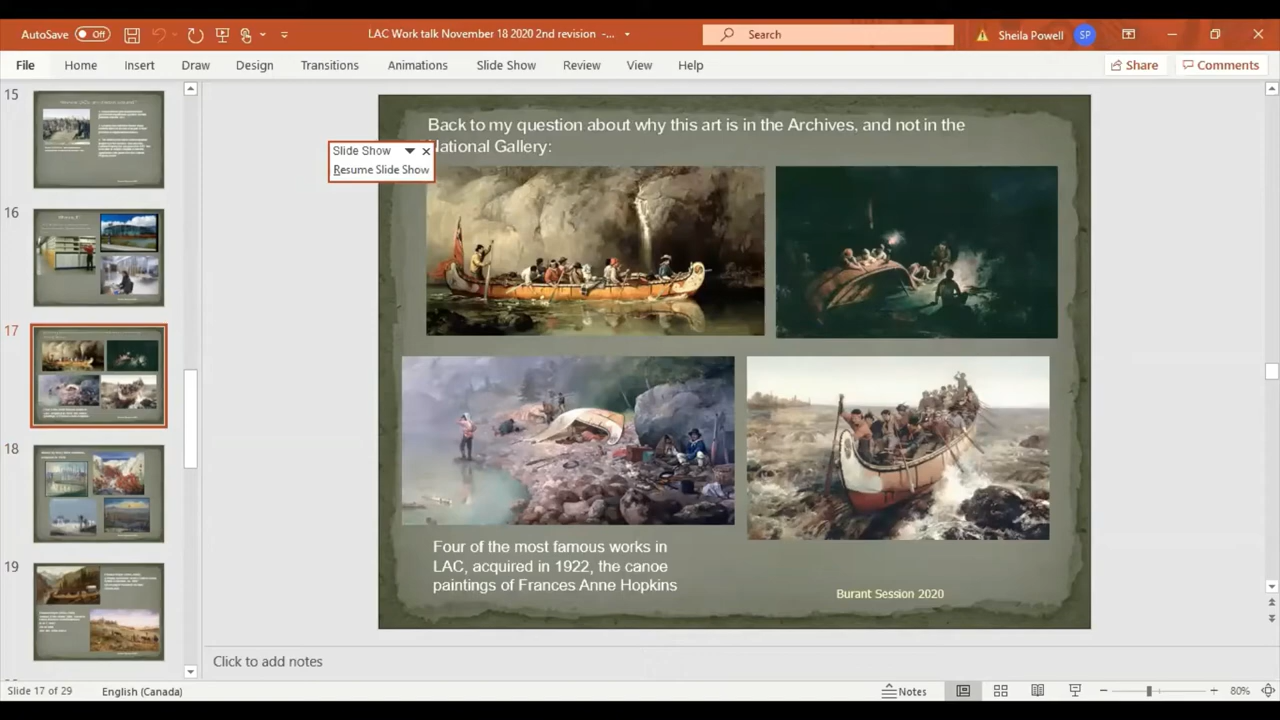 AutoSave Off
LAC Work talk November 18 2020 2nd revision -...
Search
Sheila Powell SP
File Home Insert Draw Design Transitions Animations Slide Show Review View Help Share Comments
15
16
17
18
19
Slide Show
Resume Slide Show
Back to my question about why this art is in the Archives, and not in the
National Gallery:
Four of the most famous works in
LAC, acquired in 1922, the canoe
paintings of Frances Anne Hopkins
Burant Session 2020
Click to add notes
Slide 17 of 29 English (Canada) Notes 80%